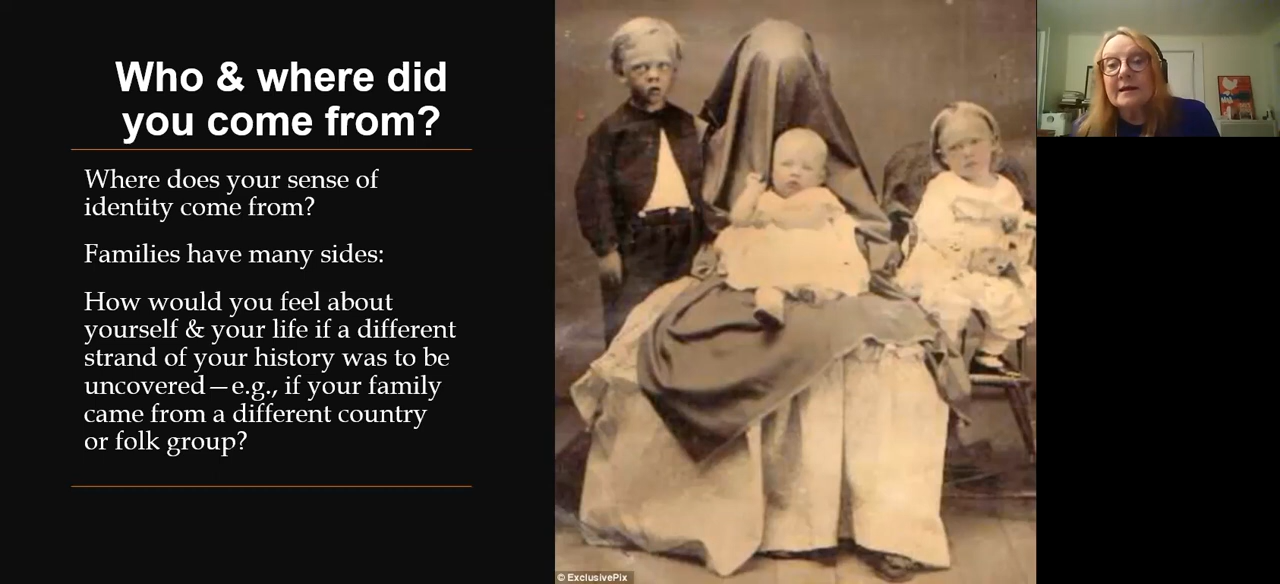 Who & where did
you come from?
Where does your sense of
identity come from?
Families have many sides:
How would you feel about
yourself & your life if a different
strand of your history was to be
uncovered—e.g., if your family
came from a different country
or folk group?
© ExclusivePix